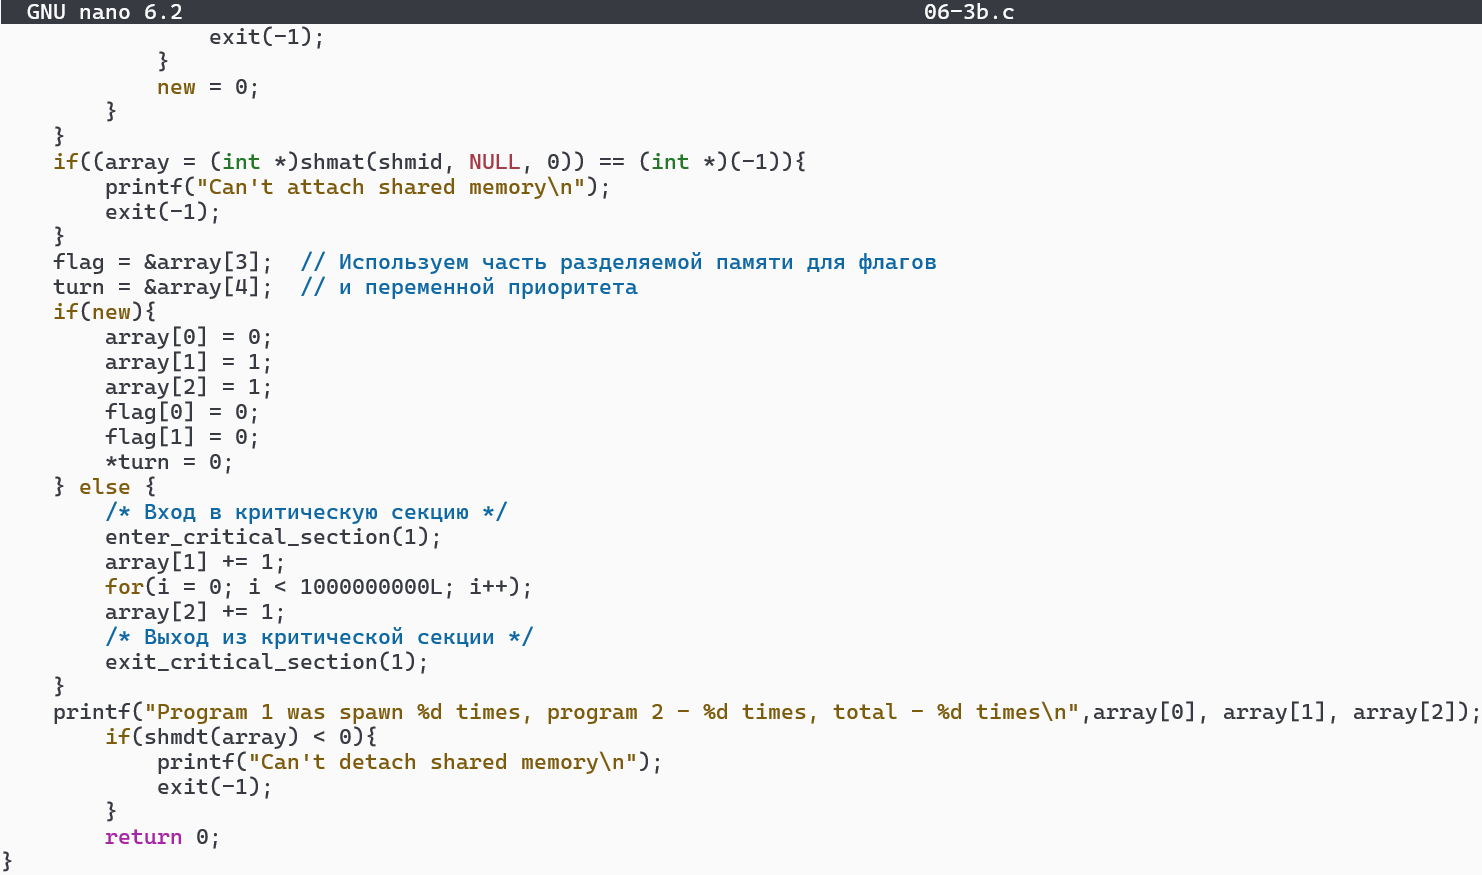 GNU nano 6.2 06-3b.c
                exit(-1);
            }
            new = 0;
        }
    }
    if((array = (int *)shmat(shmid, NULL, 0)) == (int *)(-1)){
        printf("Can't attach shared memory\n");
        exit(-1);
    }
    flag = &array[3];  // Используем часть разделяемой памяти для флагов
    turn = &array[4];  // и переменной приоритета
    if(new){
        array[0] = 0;
        array[1] = 1;
        array[2] = 1;
        flag[0] = 0;
        flag[1] = 0;
        *turn = 0;
    } else {
        /* Вход в критическую секцию */
        enter_critical_section(1);
        array[1] += 1;
        for(i = 0; i < 1000000000L; i++);
        array[2] += 1;
        /* Выход из критической секции */
        exit_critical_section(1);
    }
    printf("Program 1 was spawn %d times, program 2 - %d times, total - %d times\n",array[0], array[1], array[2]);
        if(shmdt(array) < 0){
            printf("Can't detach shared memory\n");
            exit(-1);
        }
        return 0;
}